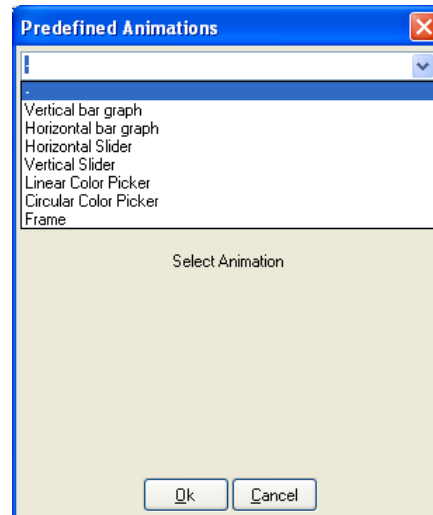 Predefined Animations
-
-
Vertical bar graph
Horizontal bar graph
Horizontal Slider
Vertical Slider
Linear Color Picker
Circular Color Picker
Frame
Select Animation
Ok Cancel